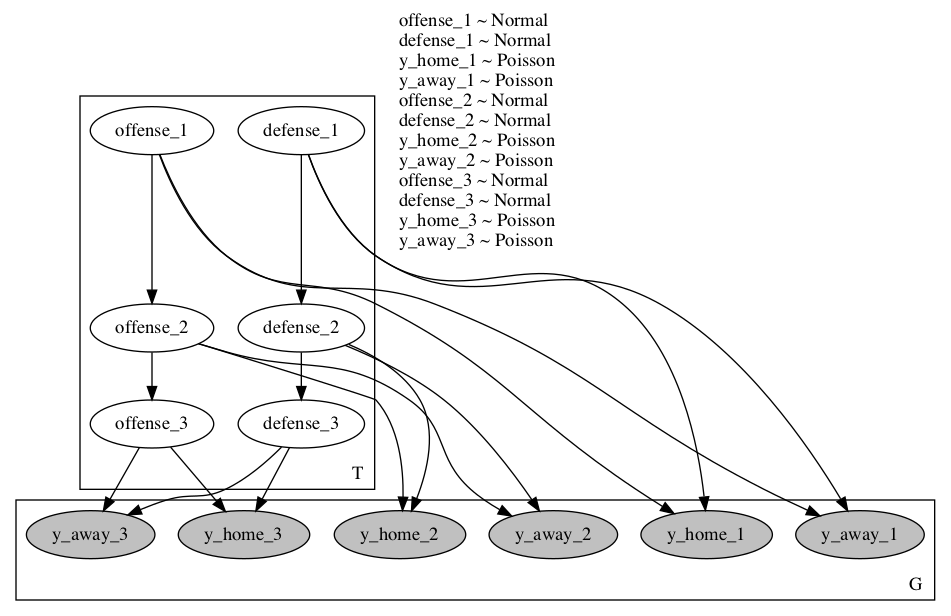 offense_1 ~ Normal
defense_1 ~ Normal
y_home_1 ~ Poisson
y_away_1 ~ Poisson
offense_2 ~ Normal
defense_2 ~ Normal
y_home_2 ~ Poisson
y_away_2 ~ Poisson
offense_3 ~ Normal
defense_3 ~ Normal
y_home_3 ~ Poisson
y_away_3 ~ Poisson
offense_1
defense_1
offense_2
defense_2
offense_3
defense_3
T
y_away_3
y_home_3
y_home_2
y_away_2
y_home_1
y_away_1
G